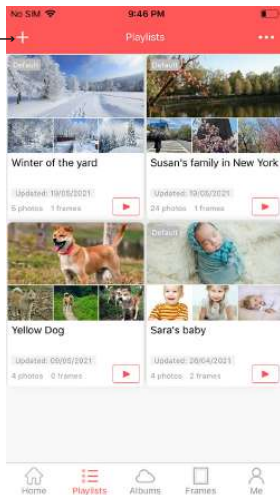 No SIM 9:46 PM
Playlists
Default
Default
Winter of the yard
Susan's family in New York
Updated: 19/05/2021
Updated: 19/05/2021
6 photos 1 frames
24 photos 1 frames
Default
Yellow Dog
Sara's baby
Updated: 09/05/2021
Updated: 28/04/2021
4 photos 0 frames
4 photos 2 frames
Home
Playlists
Albums
Frames
Me